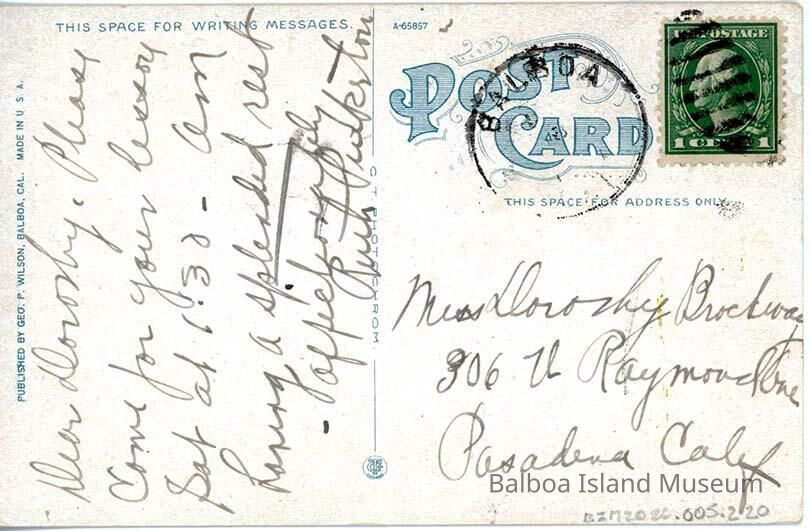 THIS SPACE FOR WRITING MESSAGES.
A-65857
Dear Dorothy. Please
Come for your lesson
Sat at 1:30 - am
having a splendid rest
- affectionately
Ruth
PUBLISHED BY GEO. P. WILSON, BALBOA, CAL. MADE IN U S A.
CT PHOTOCHROM
POST
CARD
BALBOA
U.S. POSTAGE
1 CENT 1
THIS SPACE FOR ADDRESS ONLY
Miss Dorothy Brockway
306 Raymond Ave
Pasadena Calif
Balboa Island Museum